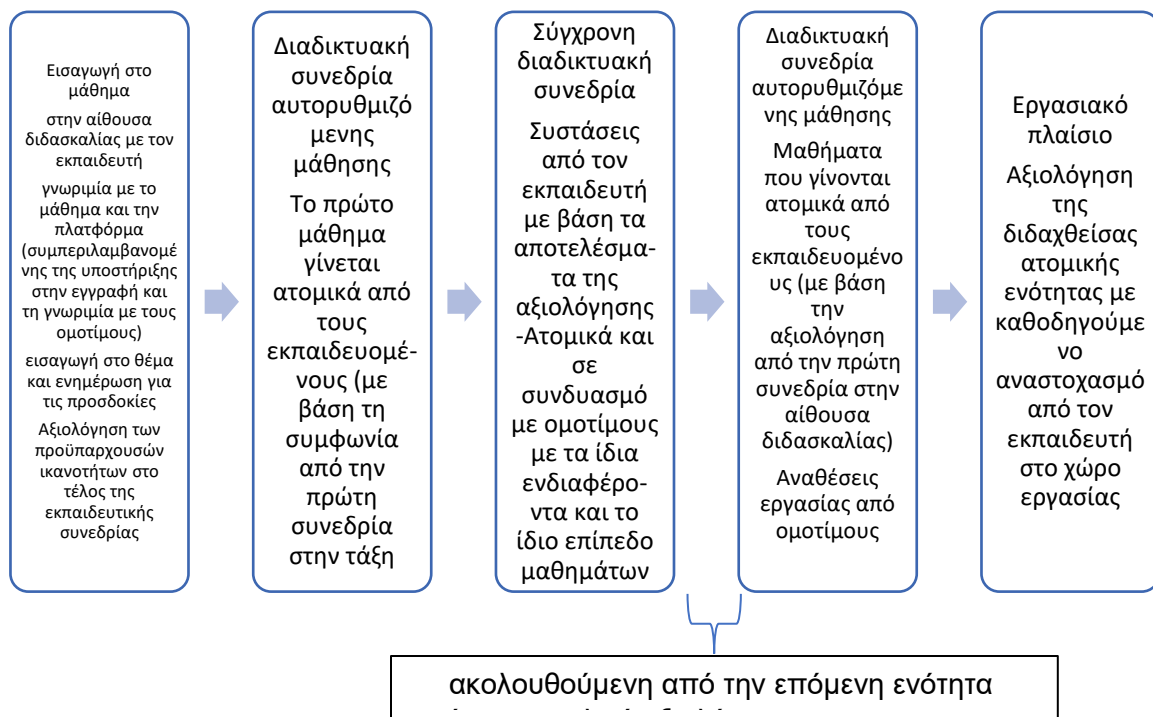 Εισαγωγή στο
μάθημα
στην αίθουσα
διδασκαλίας με τον
εκπαιδευτή
γνωριμία με το
μάθημα και την
πλατφόρμα
(συμπεριλαμβανομέ
νης της υποστήριξης
στην εγγραφή και
τη γνωριμία με τους
ομοτίμους)
εισαγωγή στο θέμα
και ενημέρωση για
τις προσδοκίες
Αξιολόγηση των
προϋπαρχουσών
ικανοτήτων στο
τέλος της
εκπαιδευτικής
συνεδρίας
Διαδικτυακή
συνεδρία
αυτορυθμιζό
μενης
μάθησης
Το πρώτο
μάθημα
γίνεται
ατομικά από
τους
εκπαιδευομέ-
νους (με
βάση τη
συμφωνία
από την
πρώτη
συνεδρία
στην τάξη
Σύγχρονη
διαδικτυακή
συνεδρία
Συστάσεις
από τον
εκπαιδευτή
με βάση τα
αποτελέσμα-
τα της
αξιολόγησης
-Ατομικά και
σε
συνδυασμό
με ομοτίμους
με τα ίδια
ενδιαφέρο-
ντα και το
ίδιο επίπεδο
μαθημάτων
Διαδικτυακή
συνεδρία
αυτορυθμιζόμε
νης μάθησης
Μαθήματα
που γίνονται
ατομικά από
τους
εκπαιδευομένο
υς (με βάση
την
αξιολόγηση
από την πρώτη
συνεδρία στην
αίθουσα
διδασκαλίας)
Αναθέσεις
εργασίας από
ομοτίμους
Εργασιακό
πλαίσιο
Αξιολόγηση
της
διδαχθείσας
ατομικής
ενότητας με
καθοδηγούμε
νο
αναστοχασμό
από τον
εκπαιδευτή
στο χώρο
εργασίας
ακολουθούμενη από την επόμενη ενότητα